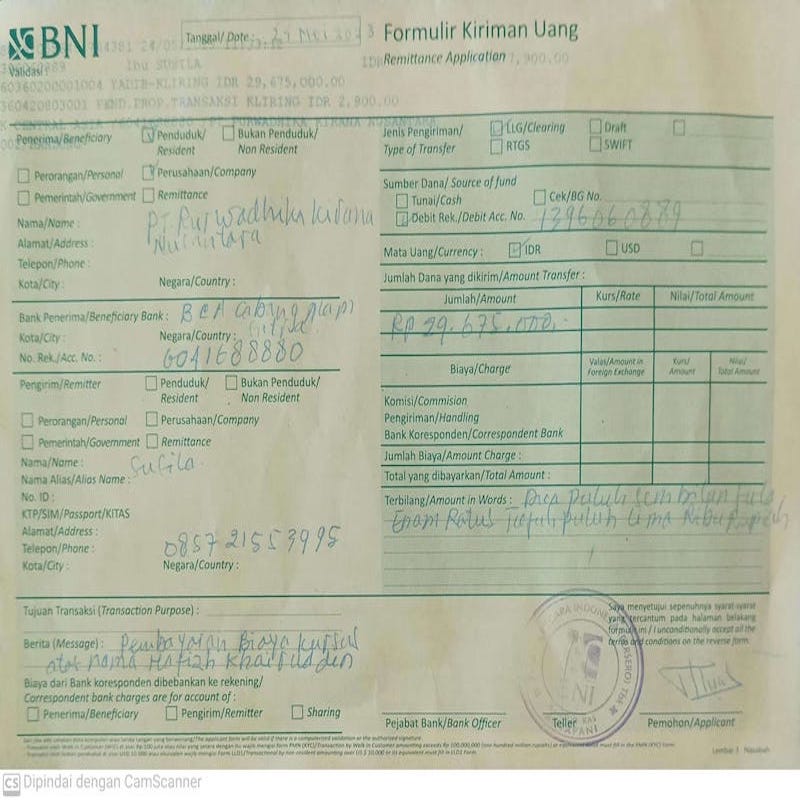 BNI
Tanggal/Date : 24 Mei 2023
Formulir Kiriman Uang
Remittance Application
Validasi
Ibu SUSILA
60360200001004 YADIB-KLIRING IDR 29,675,000.00
360420803001 PEND.PROP.TRANSAKSI KLIRING IDR 2,900.00
PURWADHIKA KIRANA NUSANTARA
Penerima/Beneficiary
Penduduk/ Resident
Bukan Penduduk/ Non Resident
Perorangan/Personal
Perusahaan/Company
Pemerintah/Government
Remittance
Nama/Name : PT Purwadhika Kirana
Nusantara
Alamat/Address :
Telepon/Phone :
Kota/City :
Negara/Country :
Bank Penerima/Beneficiary Bank : BCA Cabang
Kota/City :
Negara/Country :
No. Rek./Acc. No. : 6041688880
Pengirim/Remitter
Penduduk/ Resident
Bukan Penduduk/ Non Resident
Perorangan/Personal
Perusahaan/Company
Pemerintah/Government
Remittance
Nama/Name : Susila
Nama Alias/Alias Name :
No. ID :
KTP/SIM/Passport/KITAS
Alamat/Address :
Telepon/Phone : 085721553995
Kota/City :
Negara/Country :
Jenis Pengiriman/
Type of Transfer
LLG/Clearing
Draft
RTGS
SWIFT
Sumber Dana/ Source of fund
Tunai/Cash
Cek/BG No.
Debit Rek./Debit Acc. No. 1396060889
Mata Uang/Currency :
IDR
USD
Jumlah Dana yang dikirim/Amount Transfer :
Jumlah/Amount
Kurs/Rate
Nilai/Total Amount
Rp 29.675.000.-
Biaya/Charge
Valas/Amount in Foreign Exchange
Kurs/ Amount
Nilai/ Total Amount
Komisi/Commision
Pengiriman/Handling
Bank Koresponden/Correspondent Bank
Jumlah Biaya/Amount Charge :
Total yang dibayarkan/Total Amount :
Terbilang/Amount in Words : Dua puluh sembilan juta
Enam Ratus Tujuh puluh Lima Ribu Rupiah
Tujuan Transaksi (Transaction Purpose) :
Berita (Message) : Pembayaran Biaya kursus
atas nama Hafizh Khairudden
Biaya dari Bank koresponden dibebankan ke rekening/
Correspondent bank charges are for account of :
Penerima/Beneficiary
Pengirim/Remitter
Sharing
Saya menyetujui sepenuhnya syarat-syarat
yang tercantum pada halaman belakang
formulir ini / I unconditionally accept all the
terms and conditions on the reverse form.
Pejabat Bank/Bank Officer
Teller
Pemohon/Applicant
BNI
Lembar 1 Nasabah
CS Dipindai dengan CamScanner